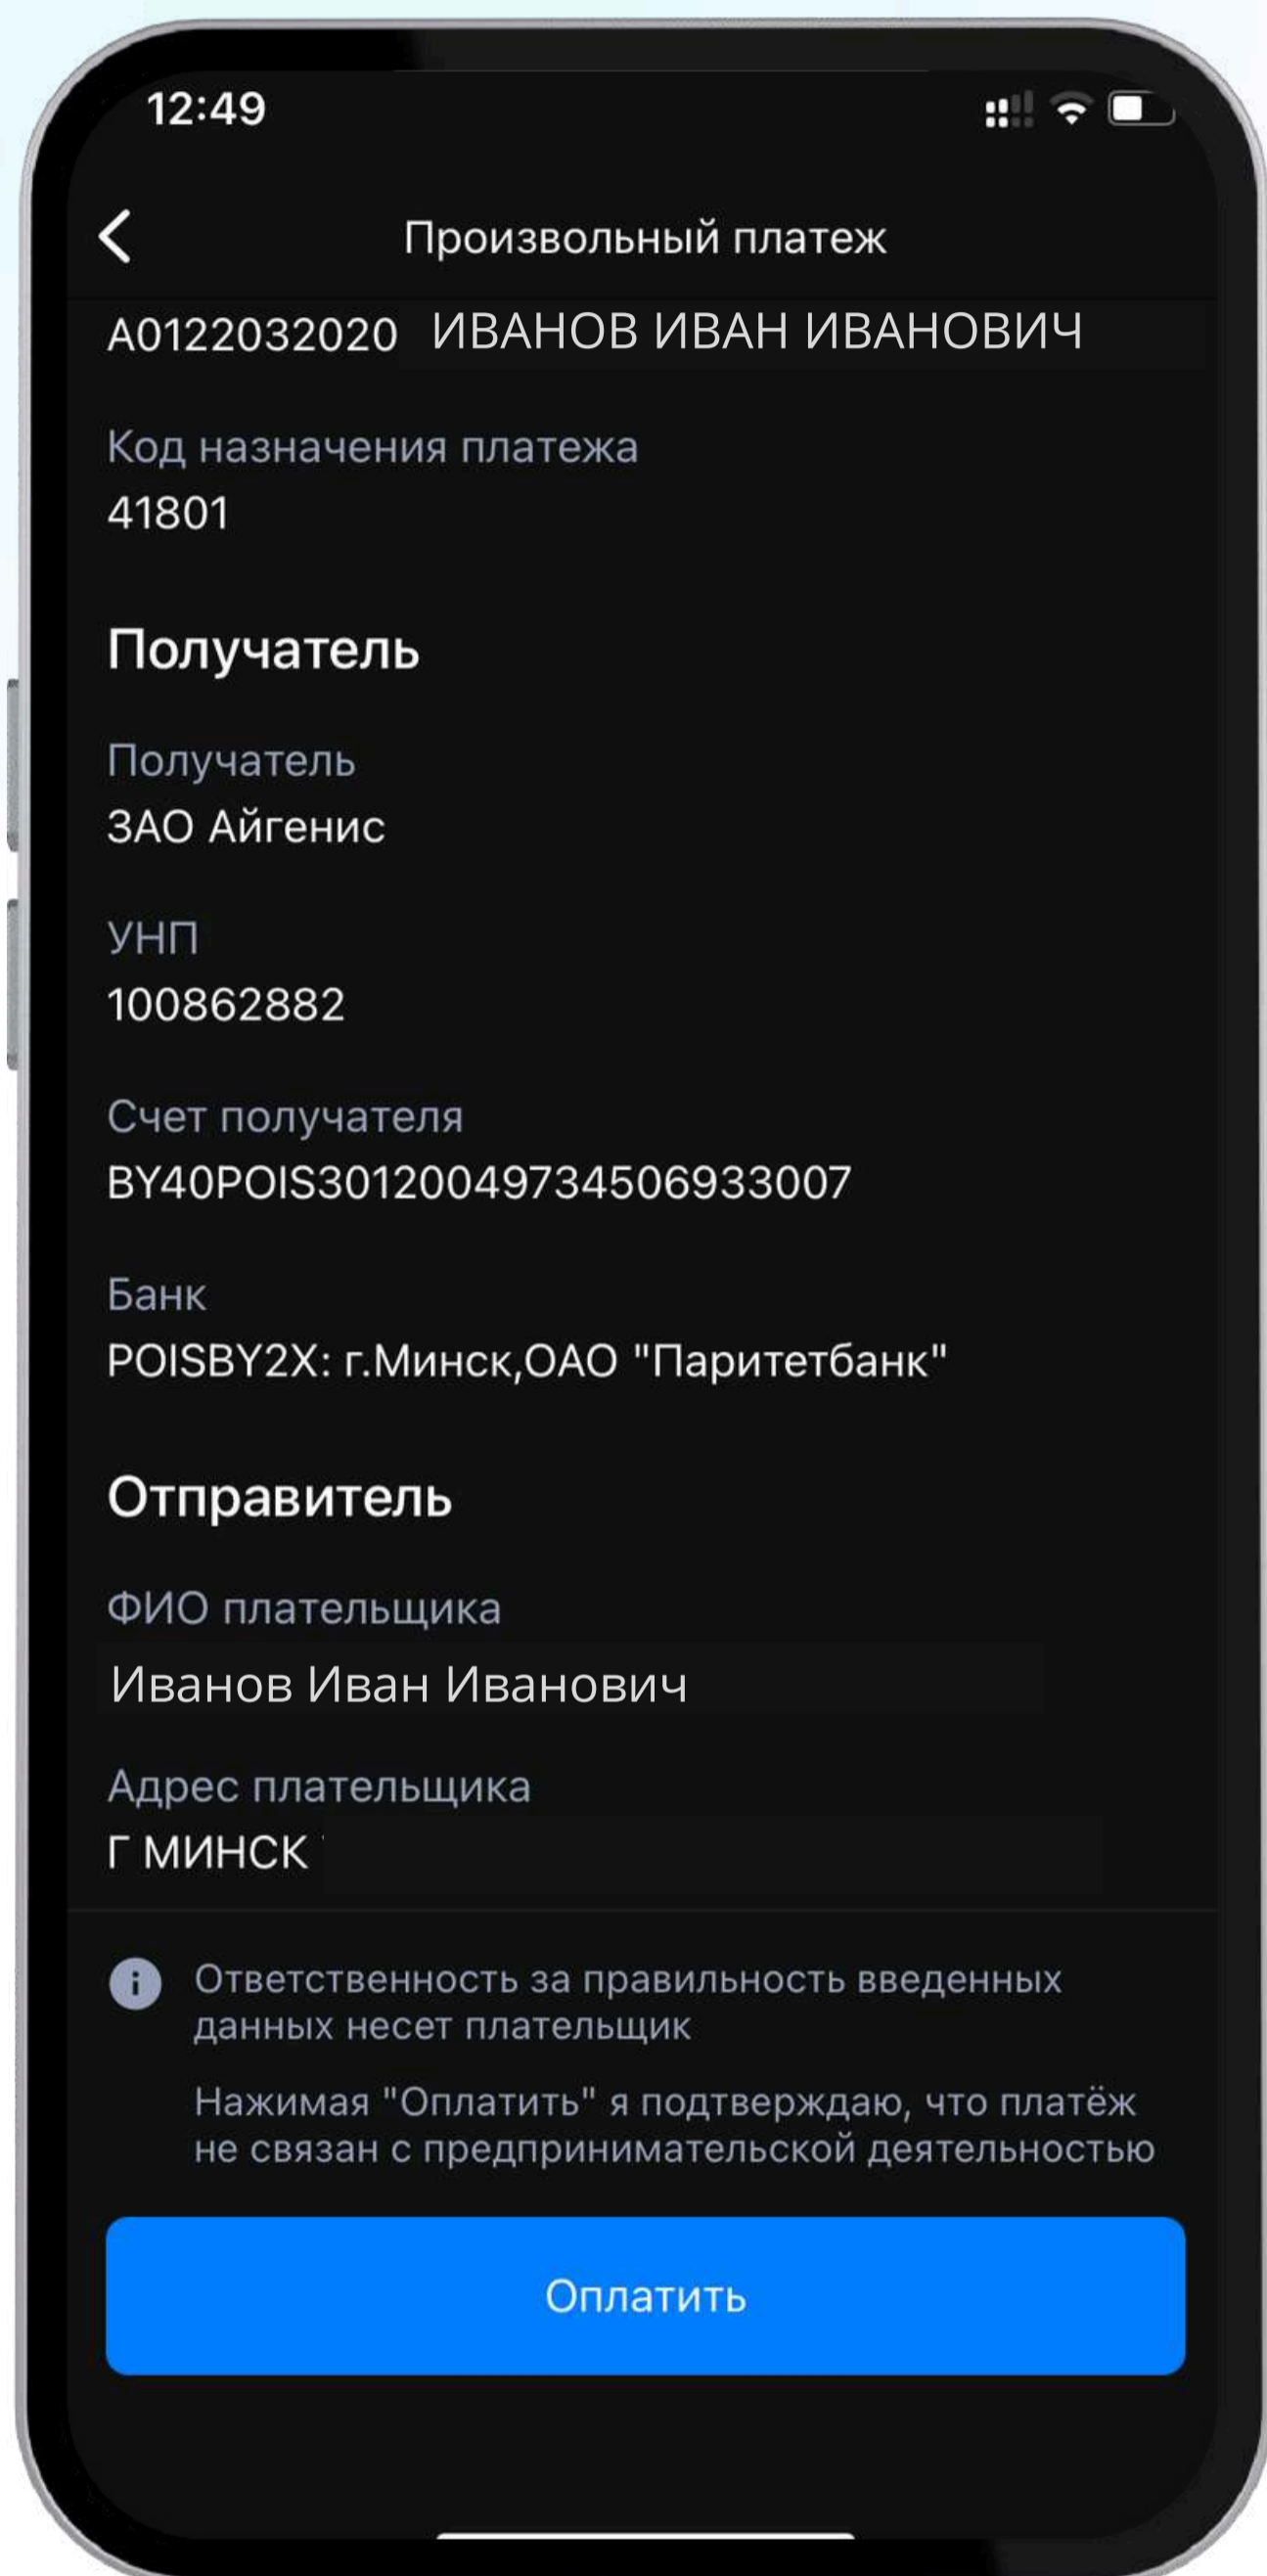 12:49
Произвольный платеж
А0122032020 ИВАНОВ ИВАН ИВАНОВИЧ
Код назначения платежа
41801
Получатель
Получатель
ЗАО Айгенис
УНП
100862882
Счет получателя
BY40POIS30120049734506933007
Банк
POISBY2X: г.Минск,ОАО "Паритетбанк"
Отправитель
ФИО плательщика
Иванов Иван Иванович
Адрес плательщика
Г МИНСК
Ответственность за правильность введенных
данных несет плательщик
Нажимая "Оплатить" я подтверждаю, что платёж
не связан с предпринимательской деятельностью
Оплатить